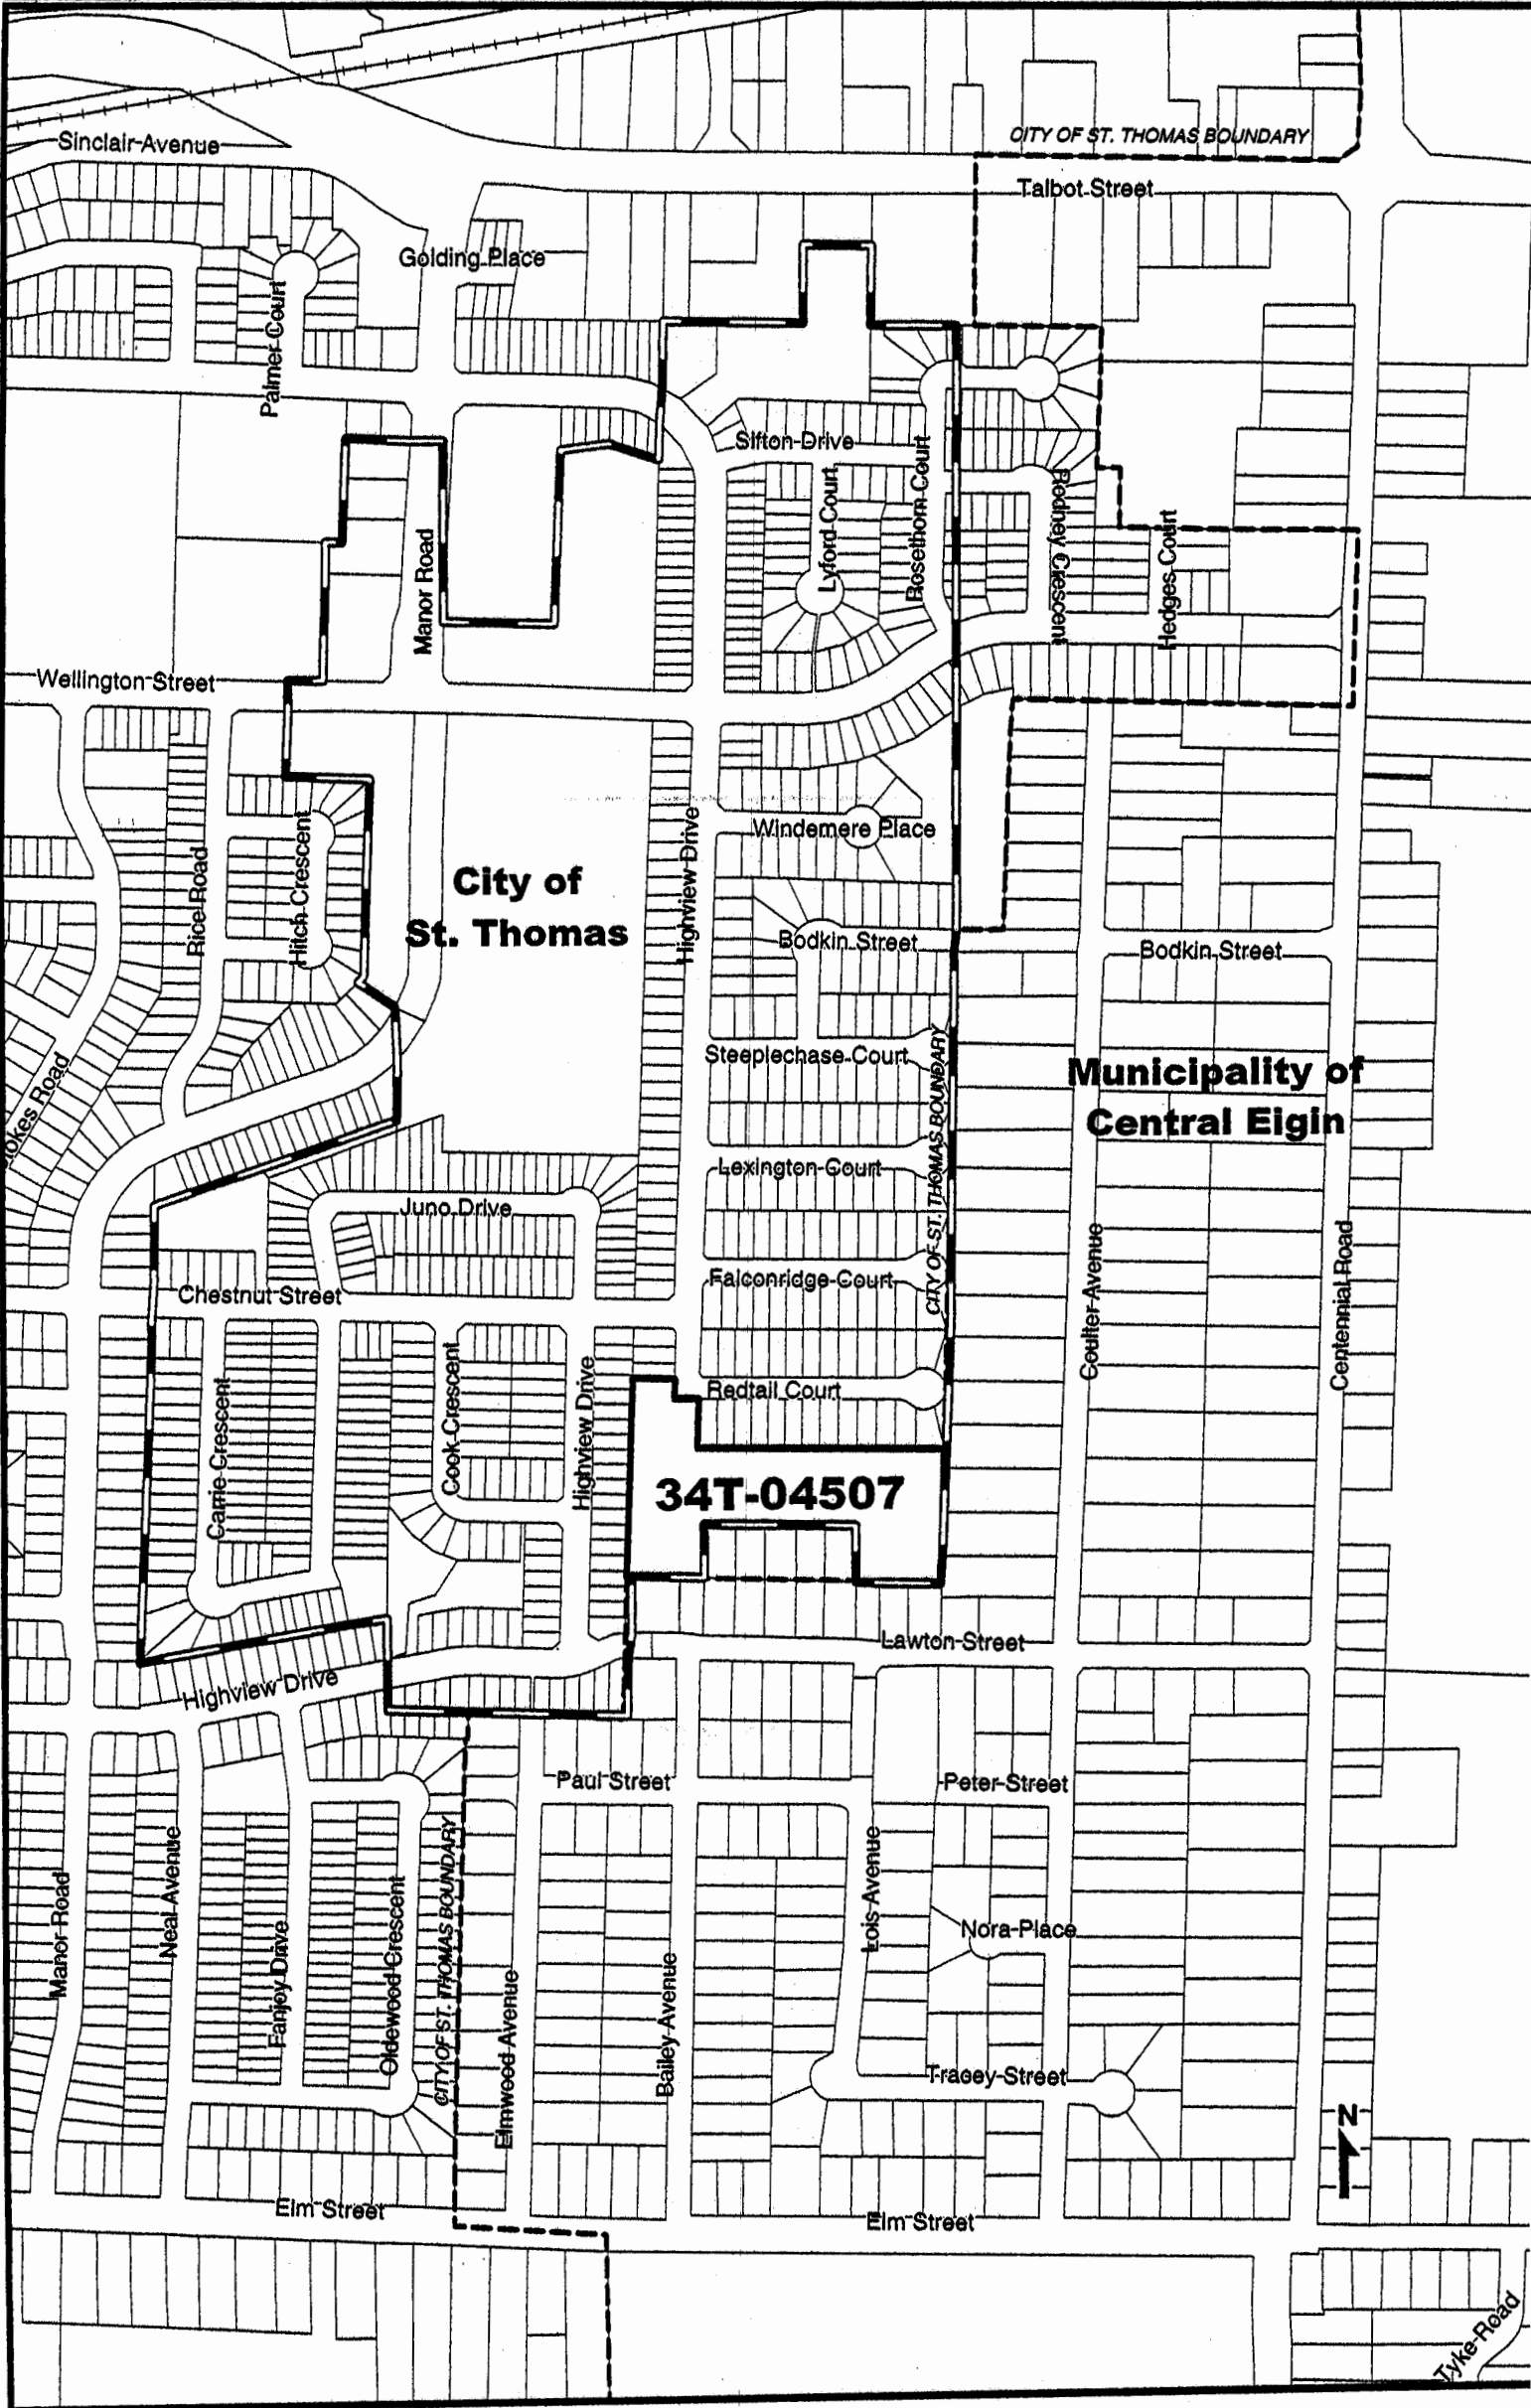 Sinclair Avenue
CITY OF ST. THOMAS BOUNDARY
Talbot Street
Golding Place
Palmer Court
Sifton Drive
Lyford Court
Rosethorn Court
Rodney Crescent
Hedges Court
Manor Road
Wellington Street
Windemere Place
Highview Drive
Rice Road
Hitch Crescent
City of
St. Thomas
Bodkin Street
Bodkin Street
Steeplechase Court
CITY OF ST. THOMAS BOUNDARY
Municipality of
Central Elgin
Lexington Court
Juno Drive
Falconridge Court
Chestnut Street
Coulter Avenue
Centennial Road
Carrie Crescent
Cook Crescent
Highview Drive
Redtail Court
34T-04507
Lawton Street
Highview Drive
Paul Street
Peter Street
Manor Road
Neal Avenue
Fanjoy Drive
Oldewood Crescent
CITY OF ST. THOMAS BOUNDARY
Elmwood Avenue
Bailey Avenue
Lois Avenue
Nora Place
Tracey Street
N
Elm Street
Elm Street
Tyke Road